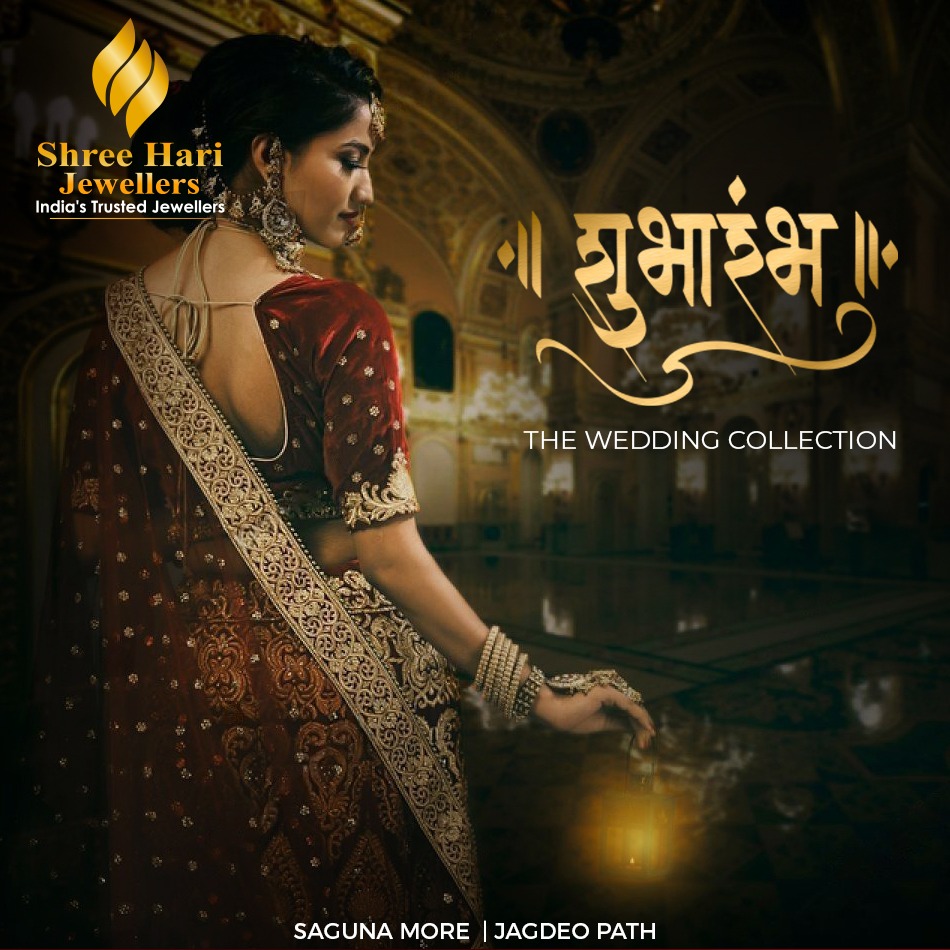 Shree Hari
Jewellers
India's Trusted Jewellers
॥ शुभारंभ ॥
THE WEDDING COLLECTION
SAGUNA MORE | JAGDEO PATH